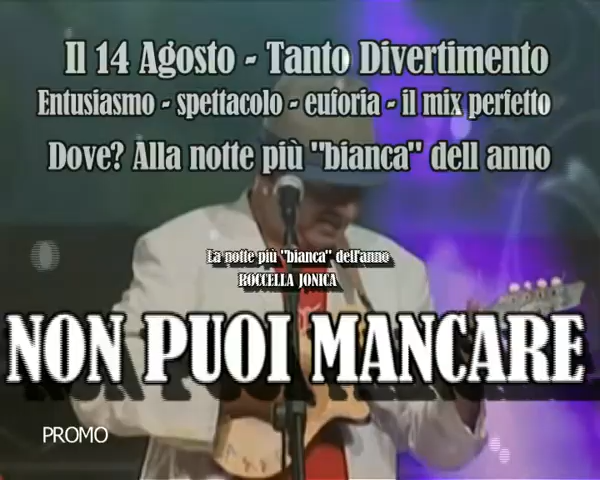 Il 14 Agosto - Tanto Divertimento
Entusiasmo - spettacolo - euforia - il mix perfetto
Dove? Alla notte più "bianca" dell anno
La notte più "bianca" dell'anno
ROCCELLA JONICA
NON PUOI MANCARE
PROMO